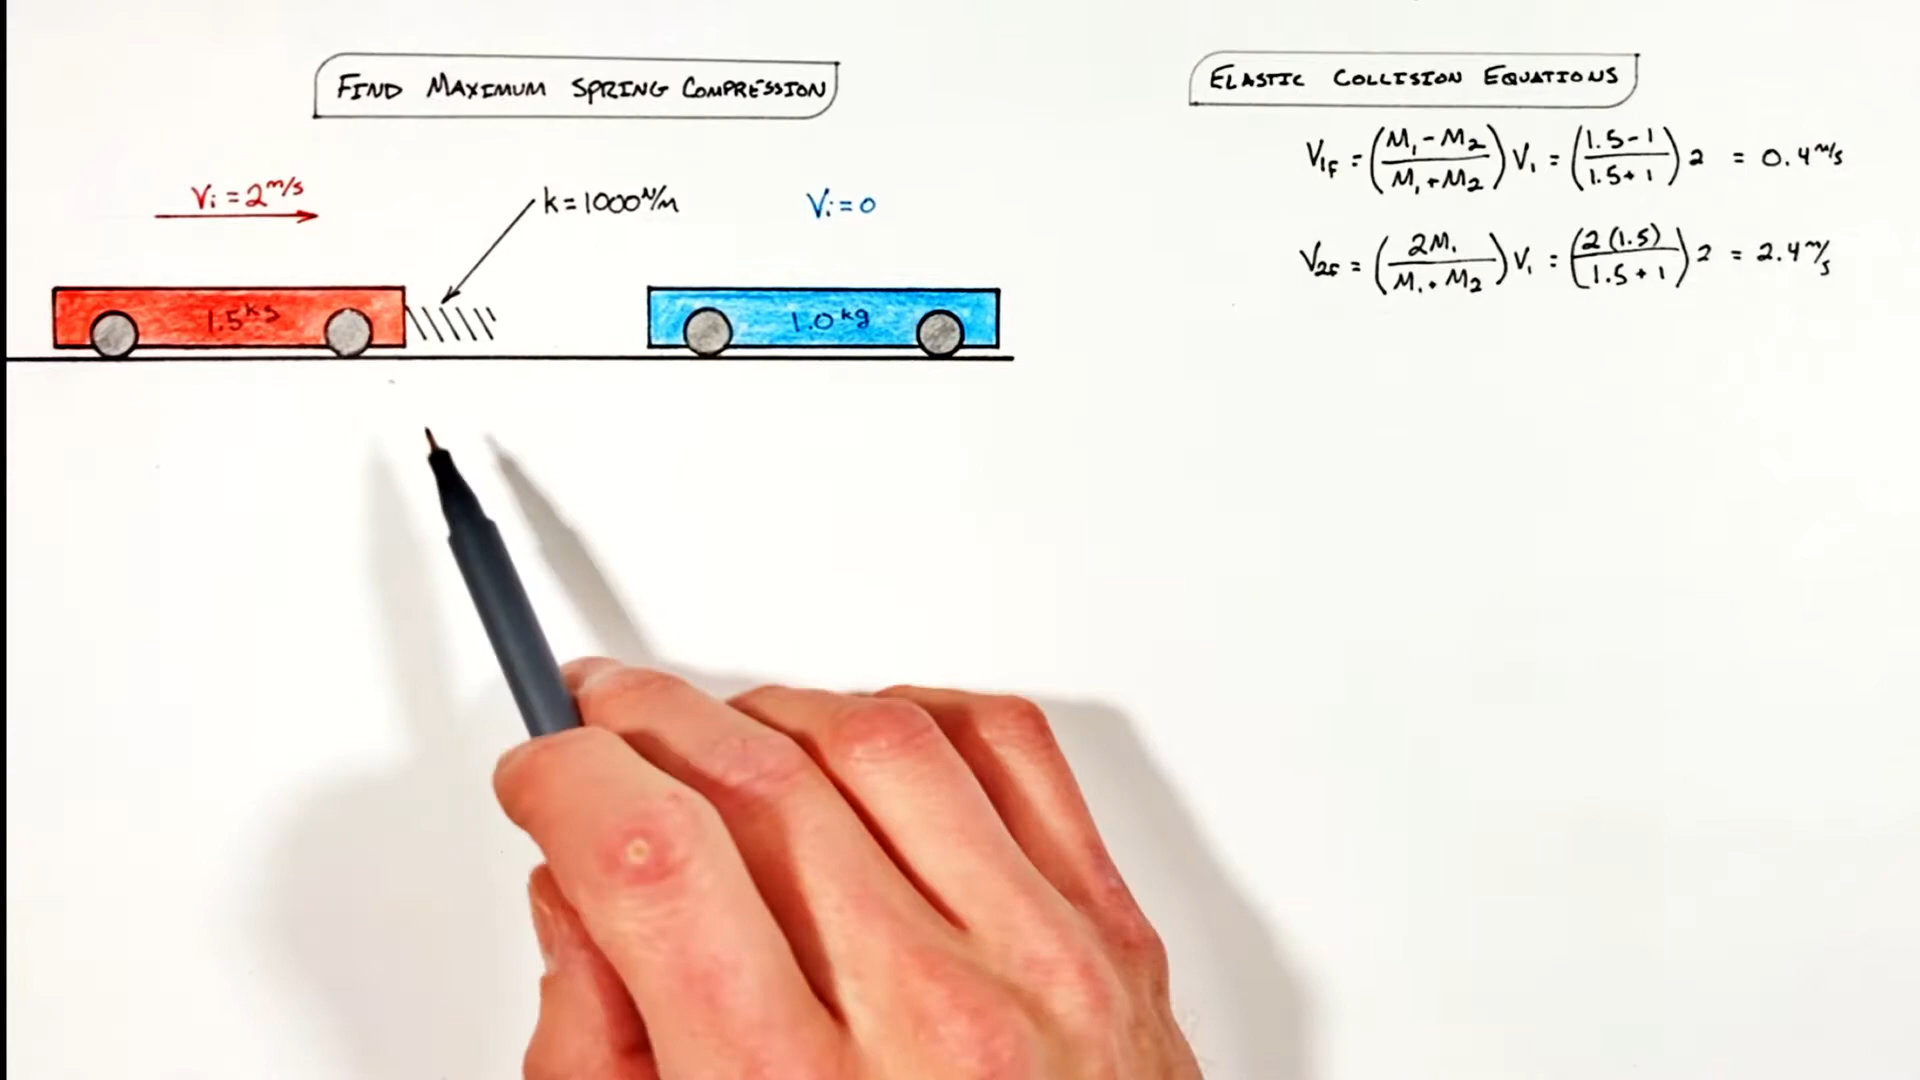 FIND MAXIMUM SPRING COMPRESSION
Vi = 2 m/s
k = 1000 N/m
Vi = 0
1.5 kg
1.0 kg
ELASTIC COLLISION EQUATIONS
V1F = (M1 - M2 / M1 + M2) V1 = (1.5 - 1 / 1.5 + 1) 2 = 0.4 m/s
V2F = (2M1 / M1 + M2) V1 = (2(1.5) / 1.5 + 1) 2 = 2.4 m/s